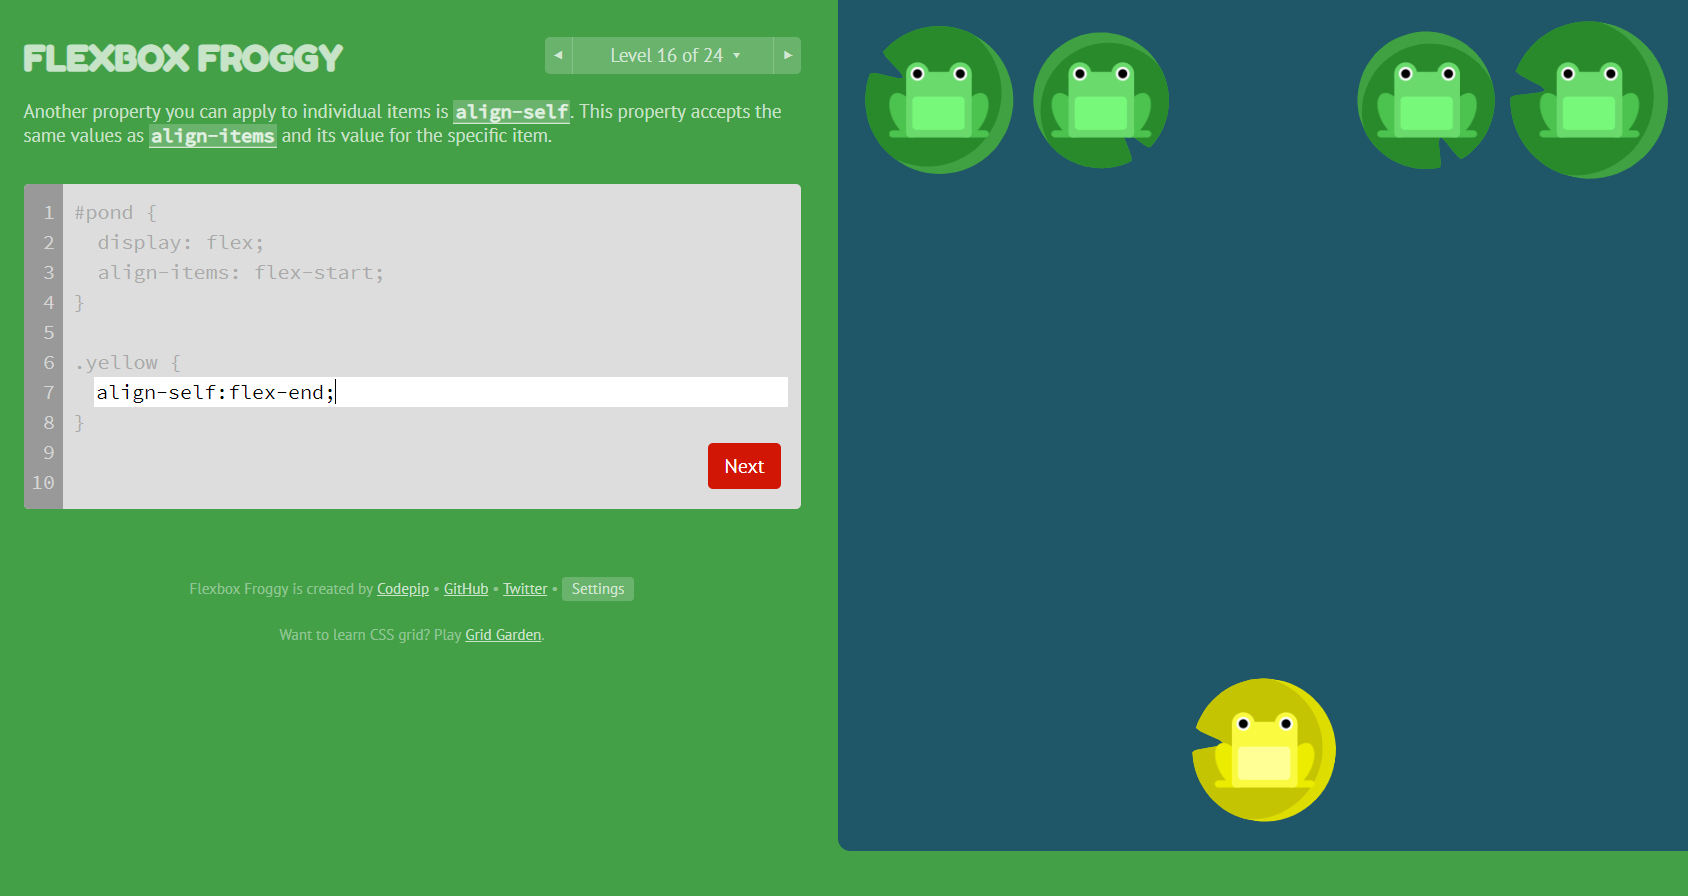 FLEXBOX FROGGY
◄ Level 16 of 24 ▾ ►
Another property you can apply to individual items is align-self. This property accepts the
same values as align-items and its value for the specific item.
1 #pond {
2   display: flex;
3   align-items: flex-start;
4 }
5
6 .yellow {
7   align-self:flex-end;
8 }
9
10
Next
Flexbox Froggy is created by Codepip • GitHub • Twitter • Settings
Want to learn CSS grid? Play Grid Garden.